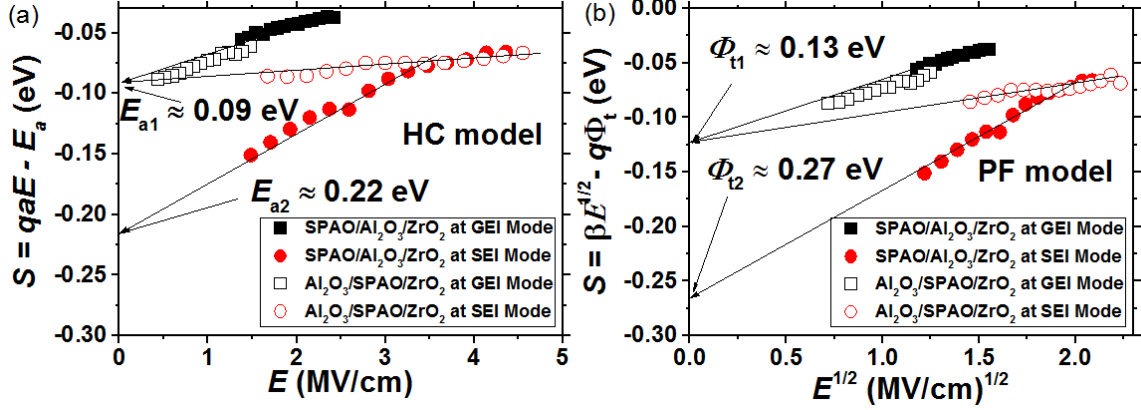 (a)
S = qaE - Eₐ (eV)
-0.05
-0.10
-0.15
-0.20
-0.25
-0.30
Eₐ₁ ≈ 0.09 eV
HC model
Eₐ₂ ≈ 0.22 eV
SPAO/Al₂O₃/ZrO₂ at GEI Mode
SPAO/Al₂O₃/ZrO₂ at SEI Mode
Al₂O₃/SPAO/ZrO₂ at GEI Mode
Al₂O₃/SPAO/ZrO₂ at SEI Mode
0 1 2 3 4 5
E (MV/cm)
(b)
S = βE¹/² - qΦₜ (eV)
0.00
-0.05
-0.10
-0.15
-0.20
-0.25
-0.30
Φₜ₁ ≈ 0.13 eV
Φₜ₂ ≈ 0.27 eV
PF model
SPAO/Al₂O₃/ZrO₂ at GEI Mode
SPAO/Al₂O₃/ZrO₂ at SEI Mode
Al₂O₃/SPAO/ZrO₂ at GEI Mode
Al₂O₃/SPAO/ZrO₂ at SEI Mode
0.0 0.5 1.0 1.5 2.0
E¹/² (MV/cm)¹/²